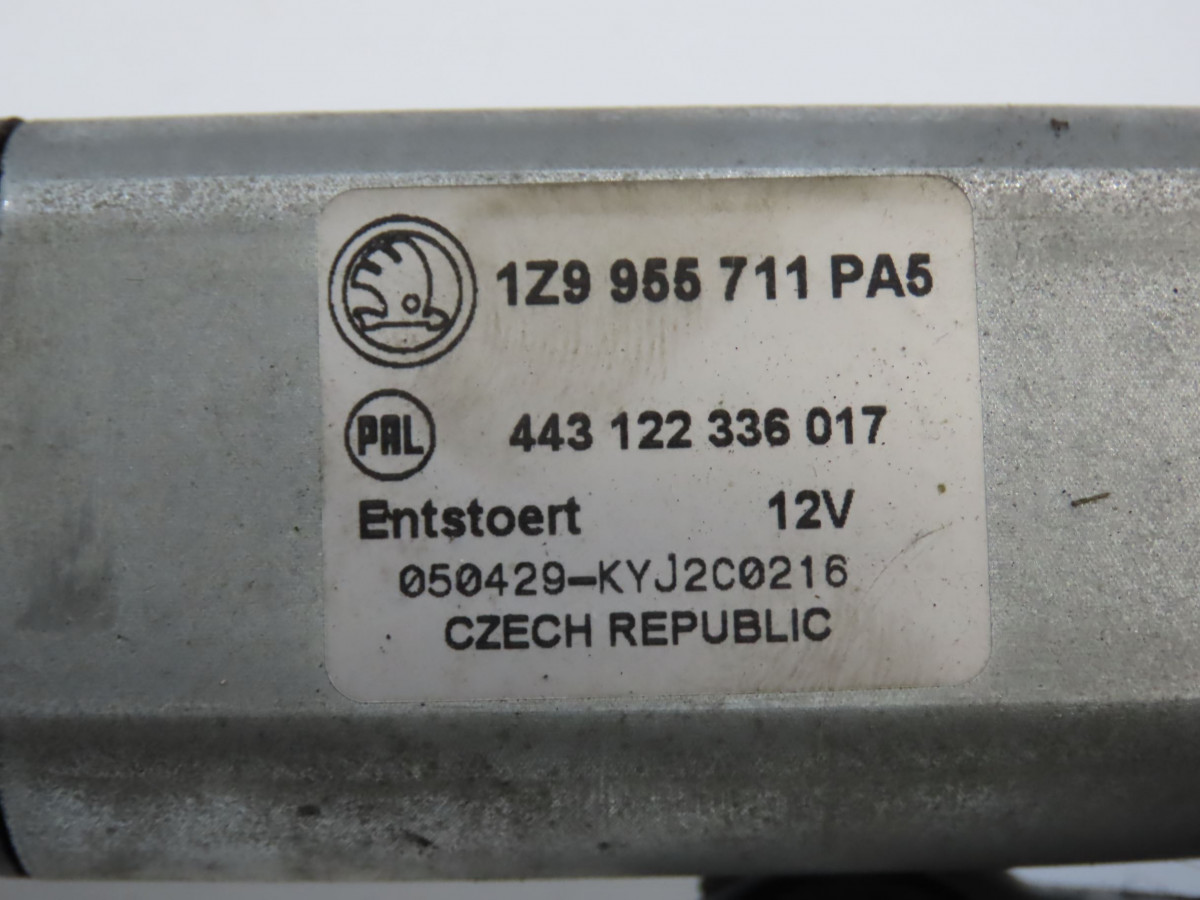 1Z9 955 711 PA5
PAL 443 122 336 017
Entstoert 12V
050429-KYJ2C0216
CZECH REPUBLIC